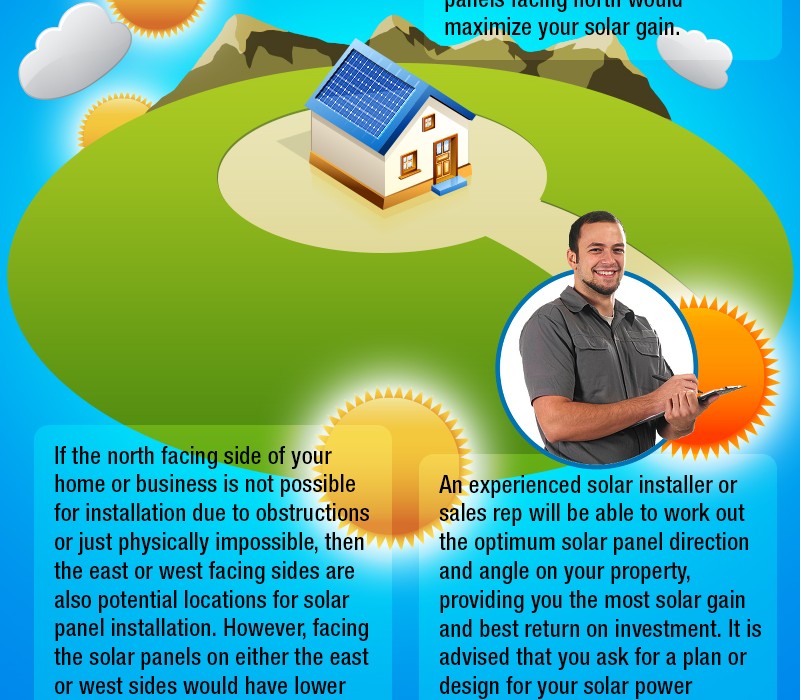 panels facing north would
maximize your solar gain.
If the north facing side of your
home or business is not possible
for installation due to obstructions
or just physically impossible, then
the east or west facing sides are
also potential locations for solar
panel installation. However, facing
the solar panels on either the east
or west sides would have lower
An experienced solar installer or
sales rep will be able to work out
the optimum solar panel direction
and angle on your property,
providing you the most solar gain
and best return on investment. It is
advised that you ask for a plan or
design for your solar power